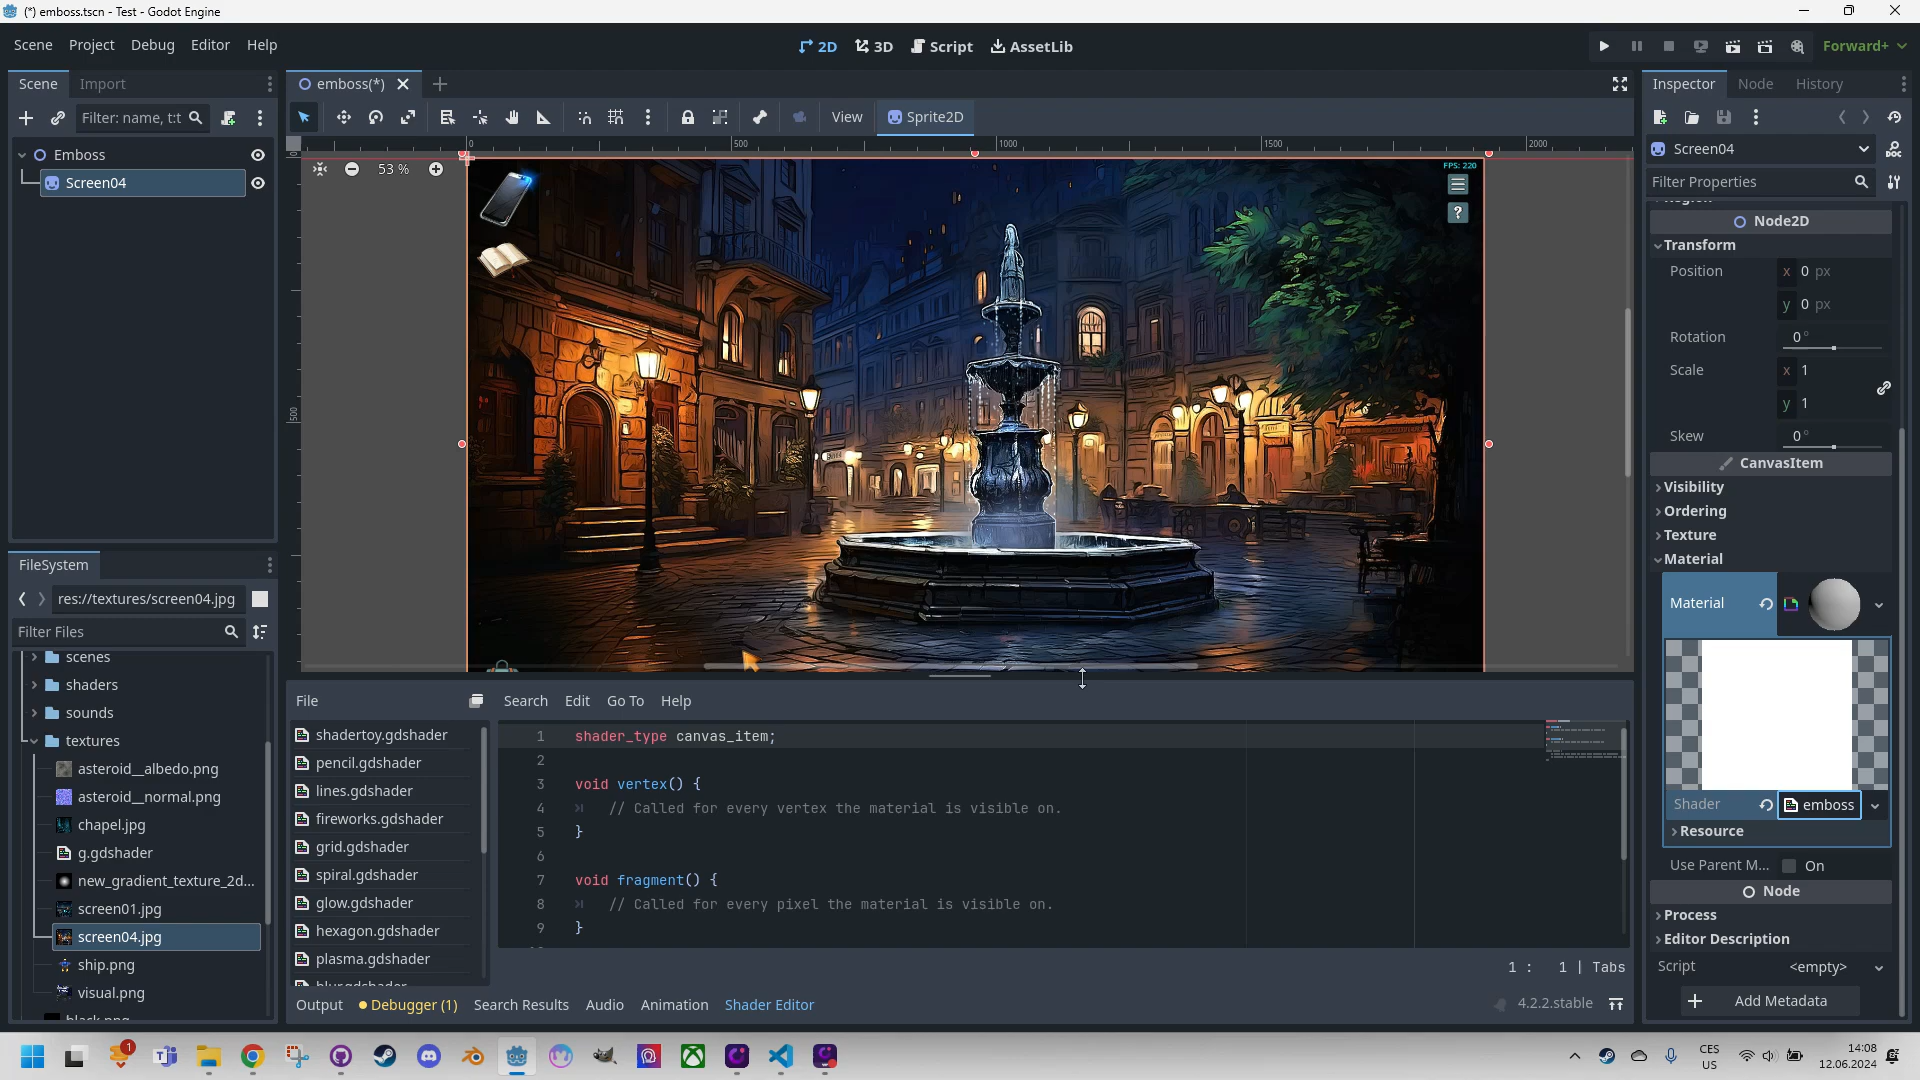 (*) emboss.tscn - Test - Godot Engine
Scene Project Debug Editor Help
2D 3D Script AssetLib
Forward+
Scene Import
Filter: name, t:t
Emboss
Screen04
emboss(*)
View Sprite2D
0 500 1000 1500 2000
500
53 %
FPS: 220
?
FileSystem
res://textures/screen04.jpg
Filter Files
scenes
shaders
sounds
textures
asteroid__albedo.png
asteroid__normal.png
chapel.jpg
g.gdshader
new_gradient_texture_2d...
screen01.jpg
screen04.jpg
ship.png
visual.png
File
Search Edit Go To Help
shadertoy.gdshader
pencil.gdshader
lines.gdshader
fireworks.gdshader
grid.gdshader
spiral.gdshader
glow.gdshader
hexagon.gdshader
plasma.gdshader
1 shader_type canvas_item;
2
3 void vertex() {
4 // Called for every vertex the material is visible on.
5 }
6
7 void fragment() {
8 // Called for every pixel the material is visible on.
9 }
1 : 1 | Tabs
Output Debugger (1) Search Results Audio Animation Shader Editor
4.2.2.stable
Inspector Node History
Screen04
DOC
Filter Properties
Node2D
Transform
Position x 0 px
y 0 px
Rotation 0 °
Scale x 1
y 1
Skew 0 °
CanvasItem
Visibility
Ordering
Texture
Material
Material
Shader emboss
Resource
Use Parent M... On
Node
Process
Editor Description
Script <empty>
Add Metadata
1
CES
US
14:08
12.06.2024